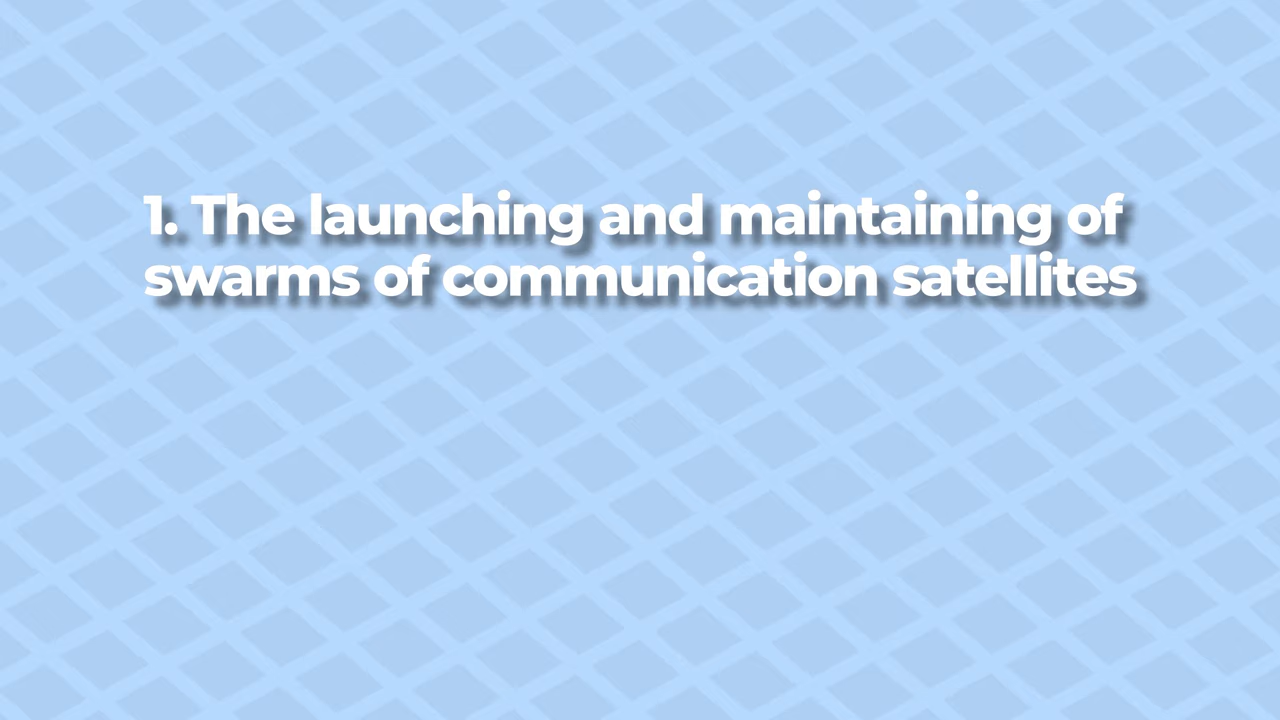 1. The launching and maintaining of
swarms of communication satellites